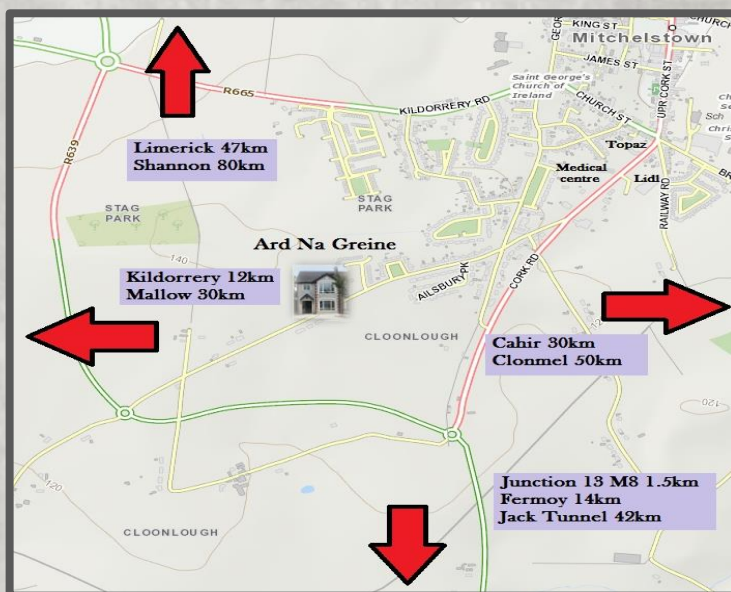 KING ST
Mitchelstown
JAMES ST
Saint George's
Church of
Ireland
CHURCH ST
UPR CORK ST
Sch
R665
KILDORRERY RD
R639
Limerick 47km
Shannon 80km
Topaz
Medical
centre
Lidl
RAILWAY RD
STAG
PARK
STAG
PARK
140
Ard Na Greine
Kildorrery 12km
Mallow 30km
AILSBURY PK
CORK RD
CLOONLOUGH
Cahir 30km
Clonmel 50km
120
120
Junction 13 M8 1.5km
Fermoy 14km
Jack Tunnel 42km
120
CLOONLOUGH